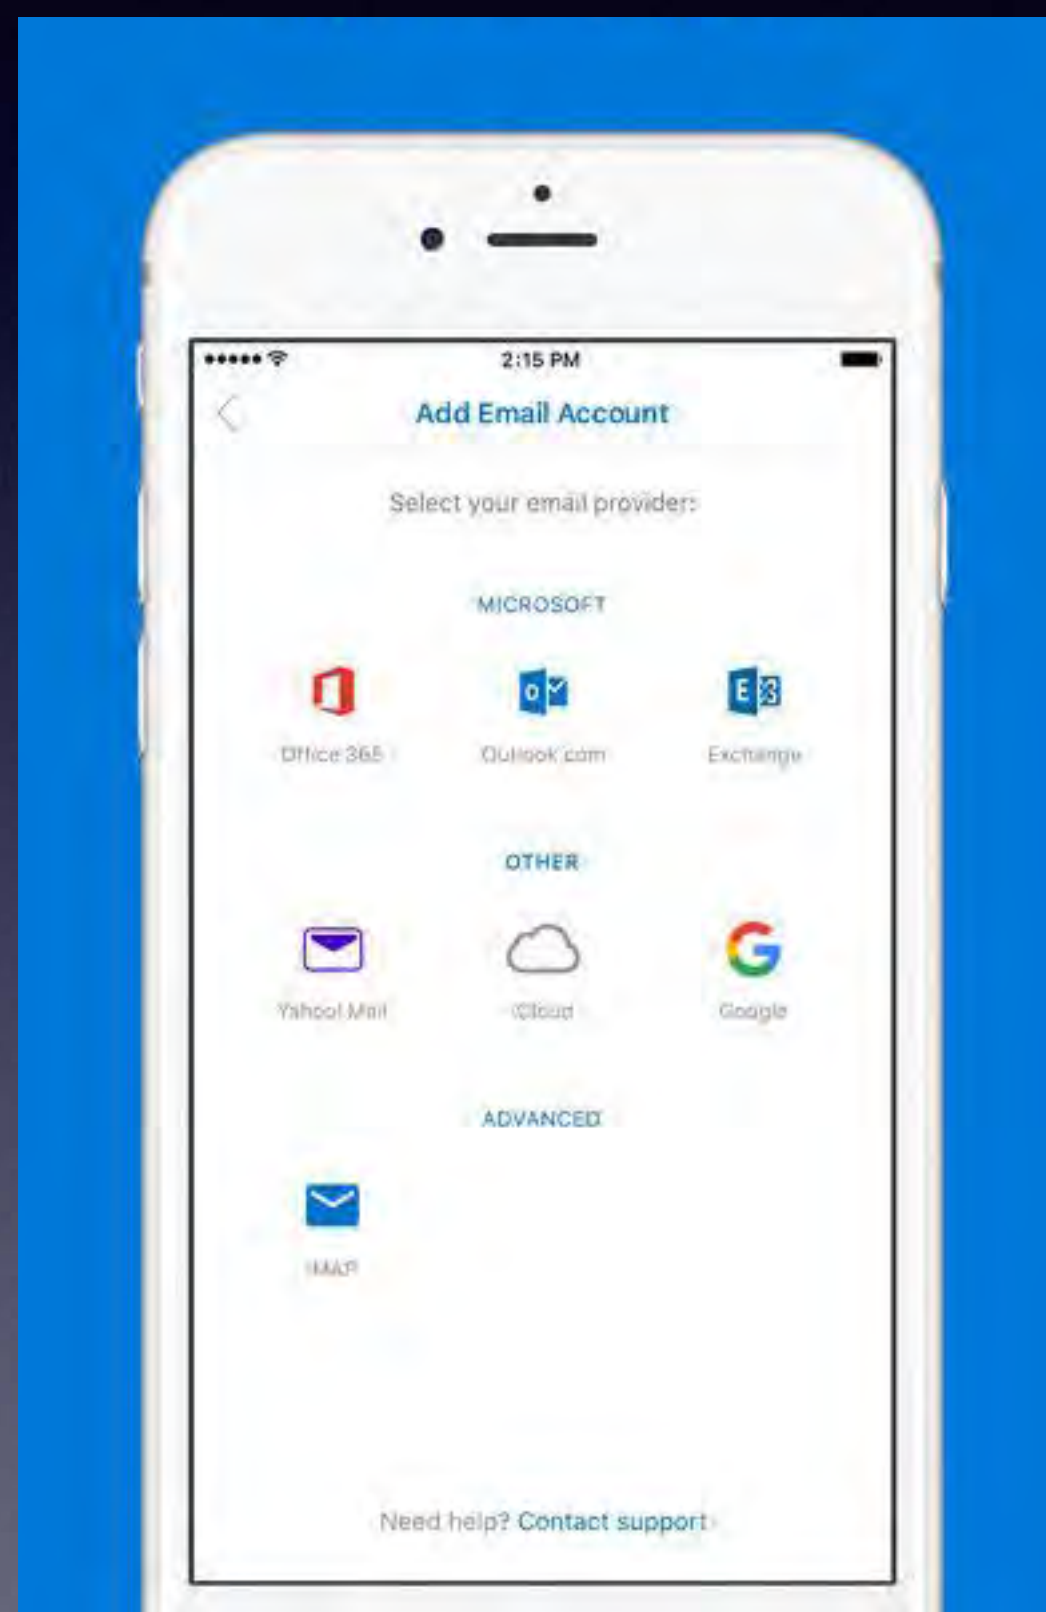 2:15 PM
Add Email Account
Select your email provider:
MICROSOFT
Office 365
Outlook.com
Exchange
OTHER
Yahoo! Mail
iCloud
Google
ADVANCED
IMAP
Need help? Contact support